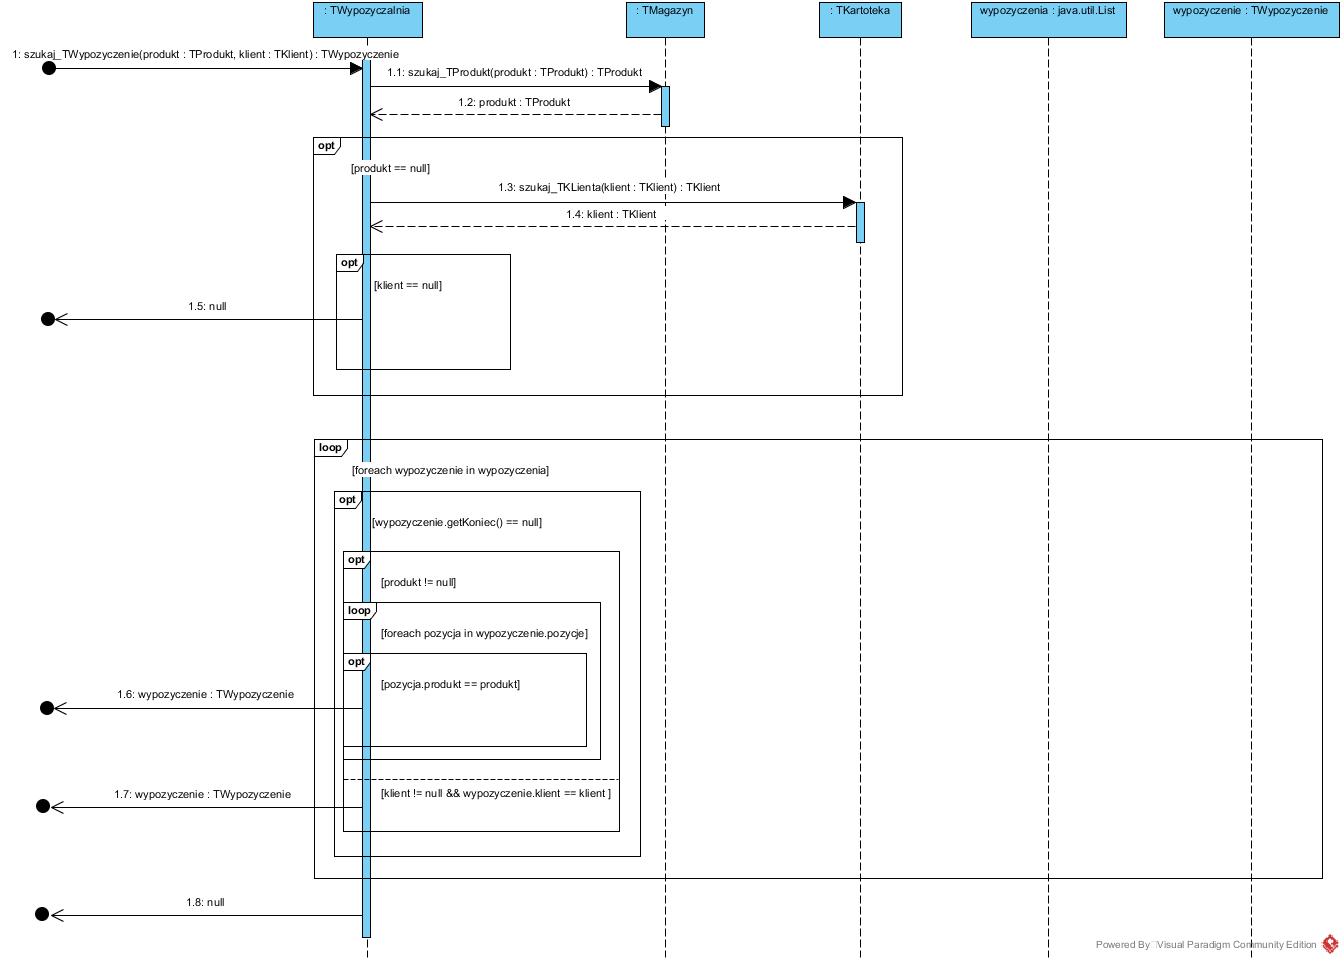 : TWypozyczalnia
: TMagazyn
: TKartoteka
wypozyczenia : java.util.List
wypozyczenie : TWypozyczenie
1: szukaj_TWypozyczenie(produkt : TProdukt, klient : TKlient) : TWypozyczenie
1.1: szukaj_TProdukt(produkt : TProdukt) : TProdukt
1.2: produkt : TProdukt
opt
[produkt == null]
1.3: szukaj_TKLienta(klient : TKlient) : TKlient
1.4: klient : TKlient
opt
[klient == null]
1.5: null
loop
[foreach wypozyczenie in wypozyczenia]
opt
[wypozyczenie.getKoniec() == null]
opt
[produkt != null]
loop
[foreach pozycja in wypozyczenie.pozycje]
opt
[pozycja.produkt == produkt]
1.6: wypozyczenie : TWypozyczenie
1.7: wypozyczenie : TWypozyczenie
[klient != null && wypozyczenie.klient == klient ]
1.8: null
Powered By Visual Paradigm Community Edition